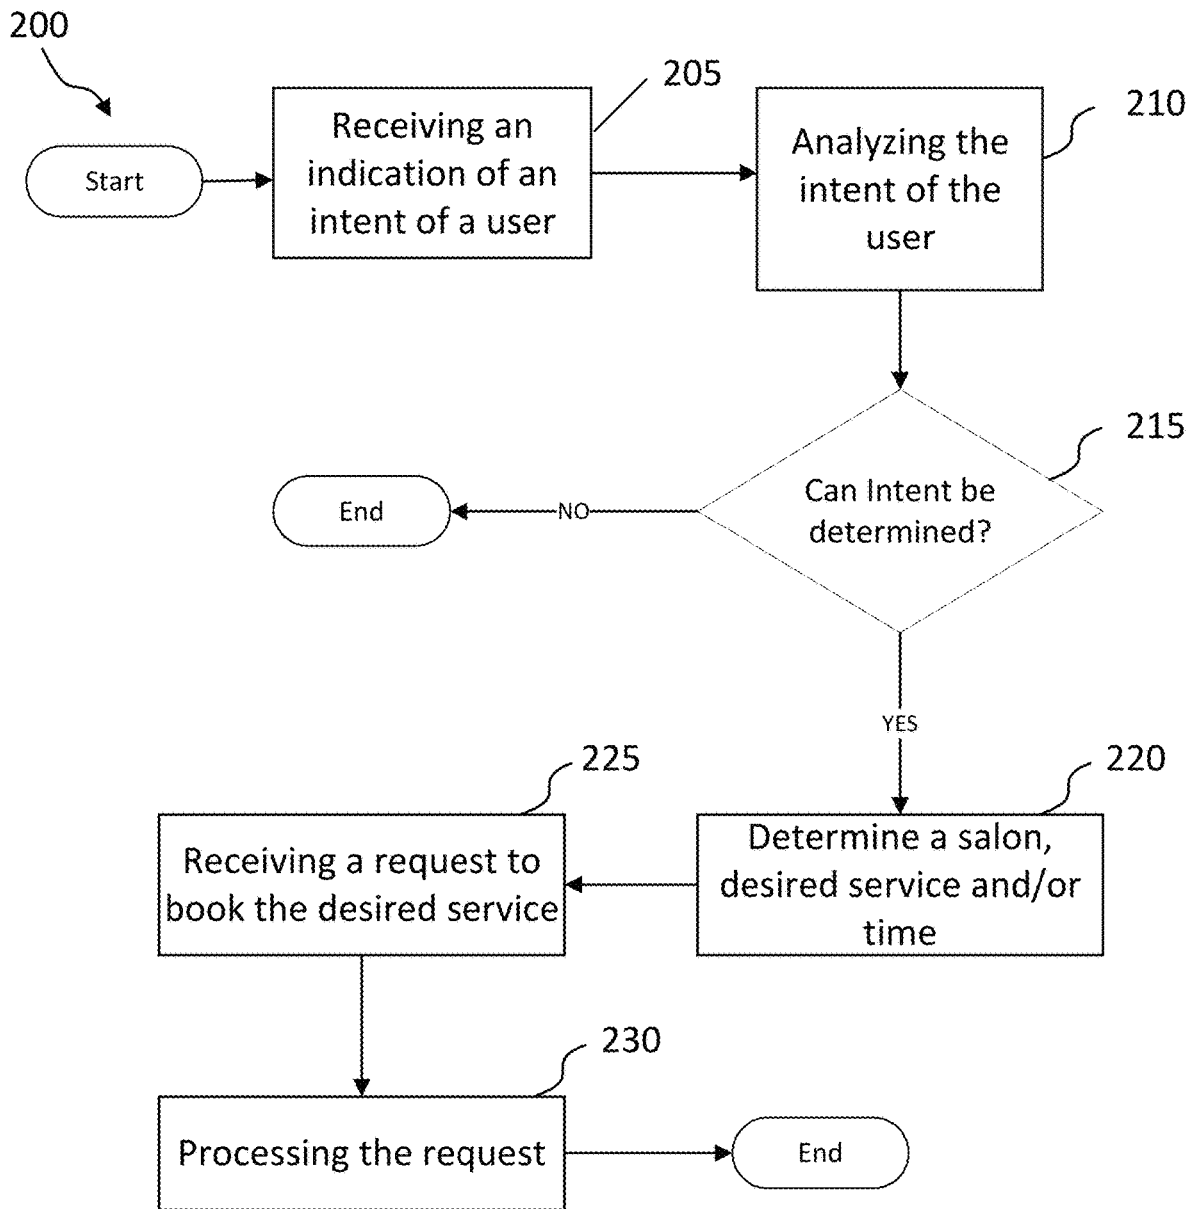 200
Start
205
Receiving an
indication of an
intent of a user
210
Analyzing the
intent of the
user
215
Can Intent be
determined?
NO
End
YES
220
Determine a salon,
desired service and/or
time
225
Receiving a request to
book the desired service
230
Processing the request
End